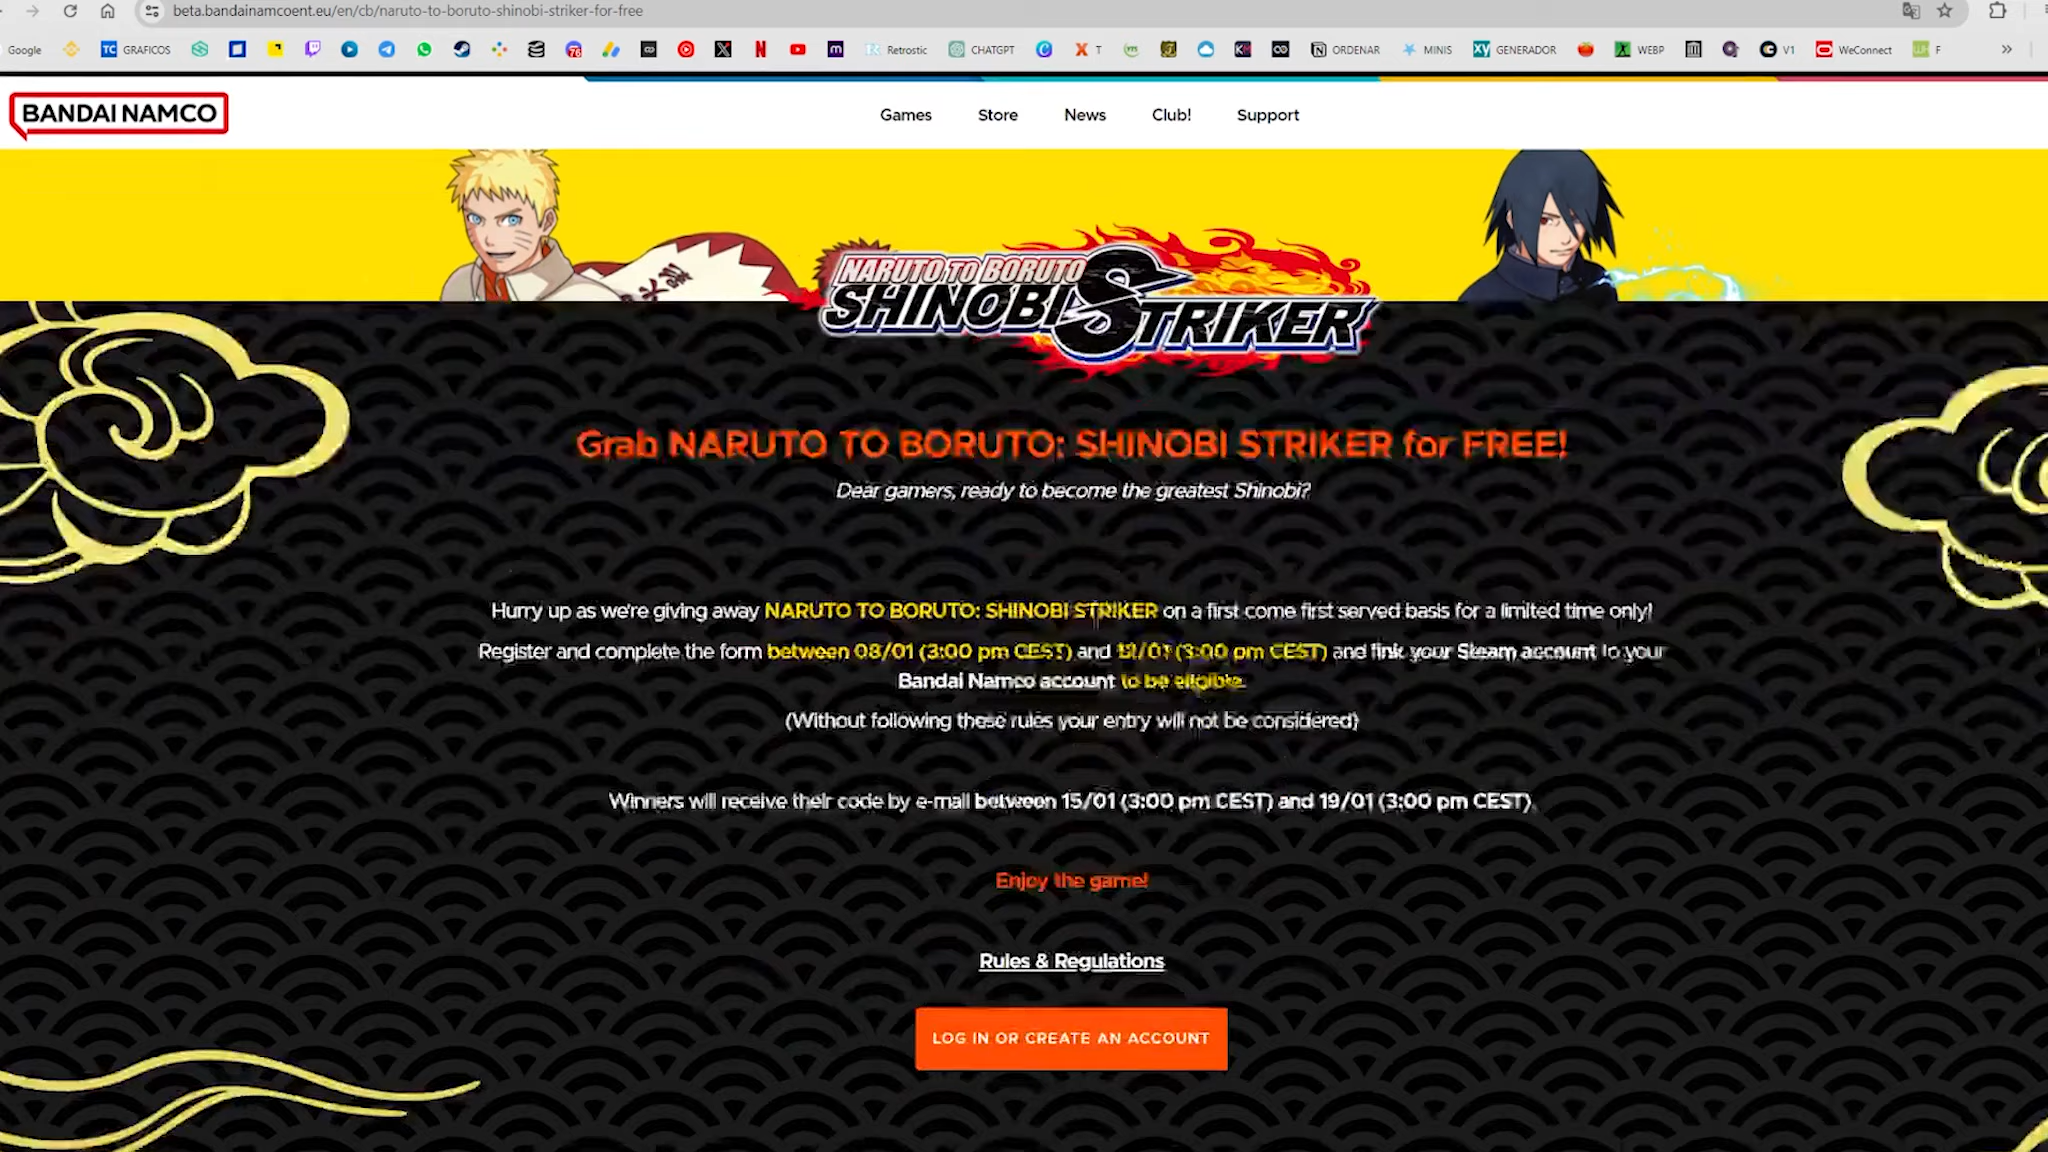 beta.bandainamcoent.eu/en/cb/naruto-to-boruto-shinobi-striker-for-free
Google TC GRAFICOS Retrostic CHATGPT T ORDENAR MINIS XY GENERADOR WEBP V1 WeConnect F
BANDAI NAMCO
Games Store News Club! Support
NARUTO TO BORUTO
SHINOBI STRIKER
Grab NARUTO TO BORUTO: SHINOBI STRIKER for FREE!
Dear gamers, ready to become the greatest Shinobi?
Hurry up as we're giving away NARUTO TO BORUTO: SHINOBI STRIKER on a first come first served basis for a limited time only!
Register and complete the form between 08/01 (3:00 pm CEST) and (3:00 pm CEST) and link your Steam account to your
Bandai Namco account to be eligible.
(Without following these rules your entry will not be considered)
Winners will receive their code by e-mail between 15/01 (3:00 pm CEST) and 19/01 (3:00 pm CEST).
Enjoy the game!
Rules & Regulations
LOG IN OR CREATE AN ACCOUNT